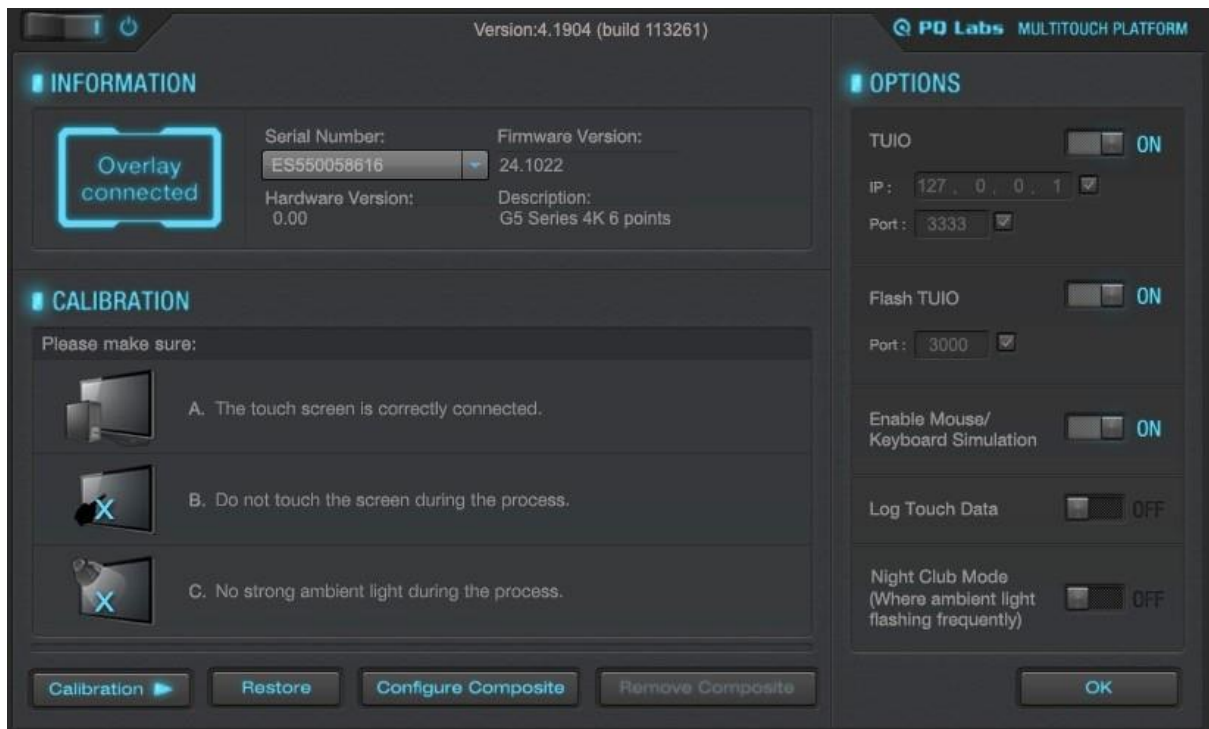 Version:4.1904 (build 113261)
PQ Labs MULTITOUCH PLATFORM
INFORMATION
Overlay
connected
Serial Number:
ES550058616
Firmware Version:
24.1022
Hardware Version:
0.00
Description:
G5 Series 4K 6 points
CALIBRATION
Please make sure:
A. The touch screen is correctly connected.
B. Do not touch the screen during the process.
C. No strong ambient light during the process.
Calibration
Restore
Configure Composite
Remove Composite
OPTIONS
TUIO
ON
IP: 127 . 0 . 0 . 1
Port: 3333
Flash TUIO
ON
Port: 3000
Enable Mouse/
Keyboard Simulation
ON
Log Touch Data
OFF
Night Club Mode
(Where ambient light
flashing frequently)
OFF
OK